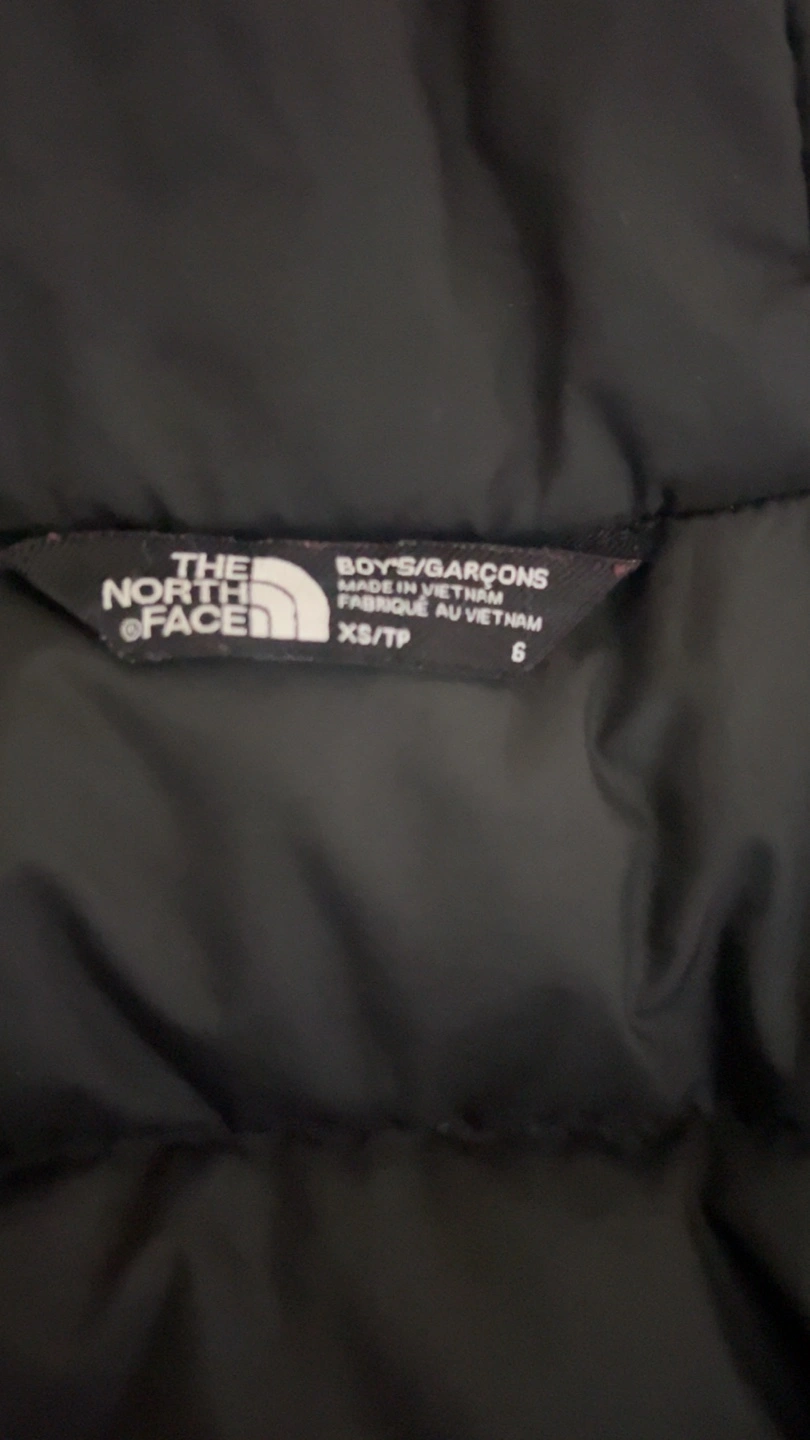 THE
NORTH
FACE
BOY'S/GARÇONS
MADE IN VIETNAM
FABRIQUÉ AU VIETNAM
XS/TP
6